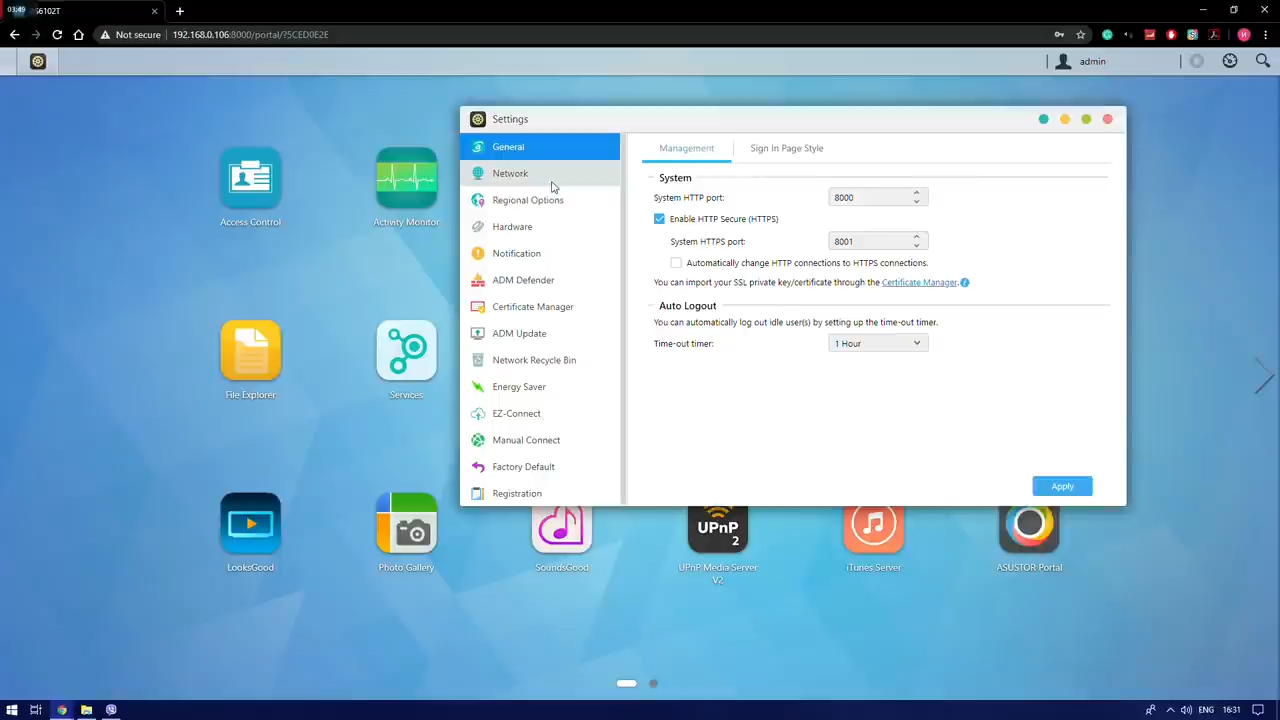 03:49
S6102T
Not secure
192.168.0.106:8000/portal/?5CED0E2E
admin
Settings
General
Network
Regional Options
Hardware
Notification
ADM Defender
Certificate Manager
ADM Update
Network Recycle Bin
Energy Saver
EZ-Connect
Manual Connect
Factory Default
Registration
Management
Sign In Page Style
System
System HTTP port:
8000
Enable HTTP Secure (HTTPS)
System HTTPS port:
8001
Automatically change HTTP connections to HTTPS connections.
You can import your SSL private key/certificate through the Certificate Manager.
Auto Logout
You can automatically log out idle user(s) by setting up the time-out timer.
Time-out timer:
1 Hour
Apply
Access Control
Activity Monitor
File Explorer
Services
LooksGood
Photo Gallery
SoundsGood
UPnP
2
UPnP Media Server
V2
iTunes Server
ASUSTOR Portal
ENG
16:31